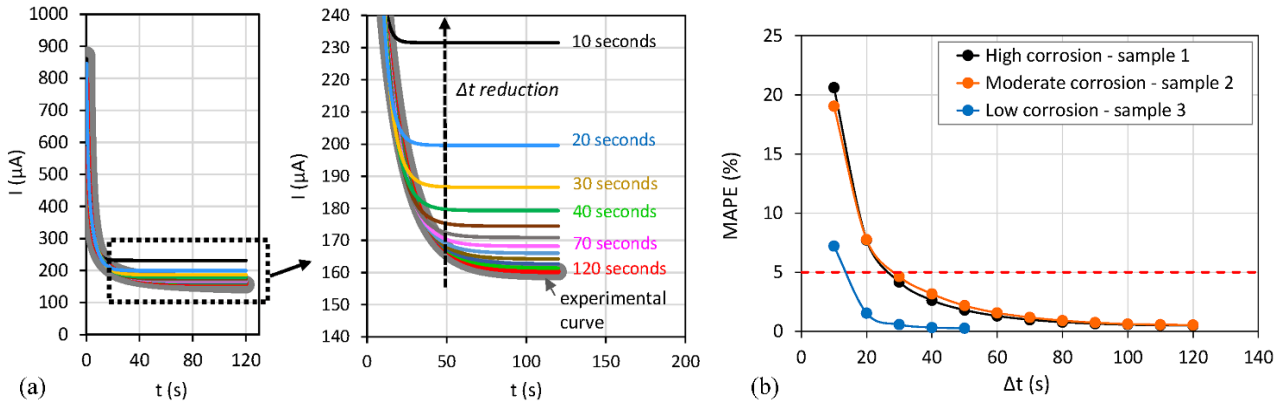 (a)
I (µA)
1000
900
800
700
600
500
400
300
200
100
0
0 40 80 120
t (s)
I (µA)
240
230
220
210
200
190
180
170
160
150
140
0 50 100 150 200
t (s)
10 seconds
Δt reduction
20 seconds
30 seconds
40 seconds
70 seconds
120 seconds
experimental
curve
(b)
MAPE (%)
25
20
15
10
5
0
0 20 40 60 80 100 120 140
Δt (s)
High corrosion - sample 1
Moderate corrosion - sample 2
Low corrosion - sample 3